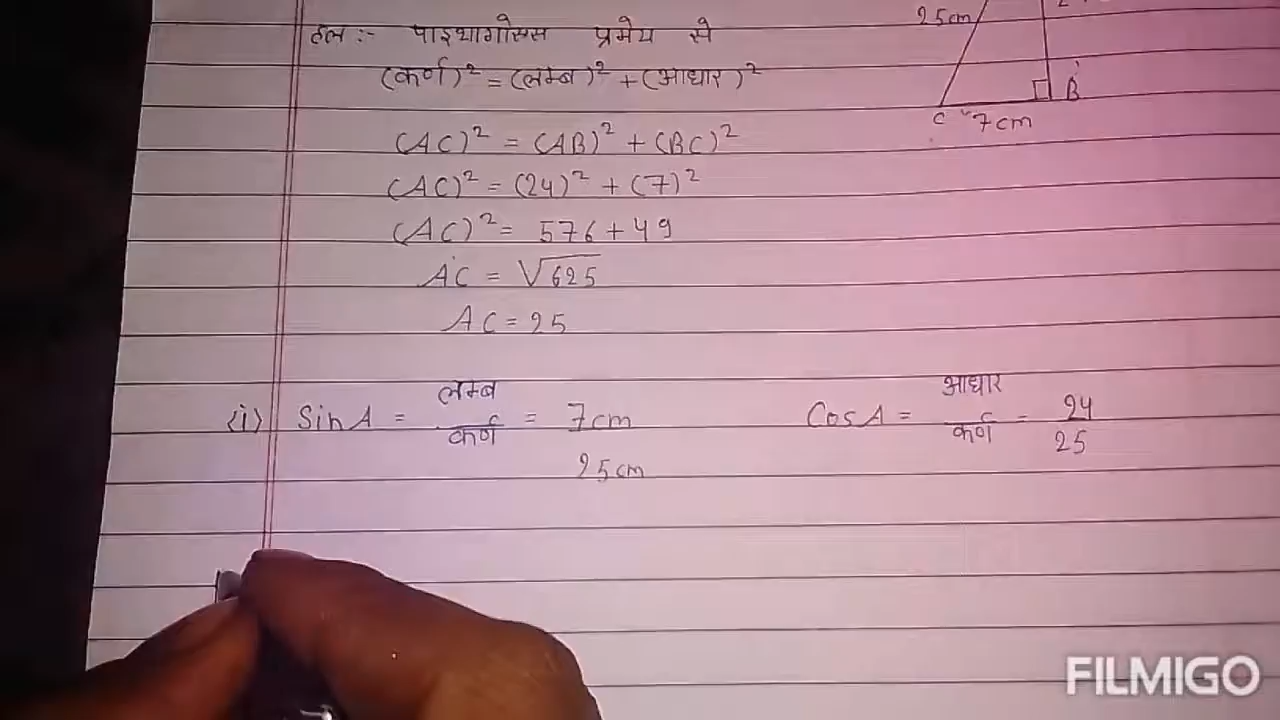 25cm
हल :- पाइथागोरस प्रमेय से
(कर्ण)² = (लम्ब)² + (आधार)²
B
C 7cm
(AC)² = (AB)² + (BC)²
(AC)² = (24)² + (7)²
(AC)² = 576 + 49
AC = √625
AC = 25
(i) Sin A = लम्ब/कर्ण = 7cm/25cm Cos A = आधार/कर्ण = 24/25
FILMIGO